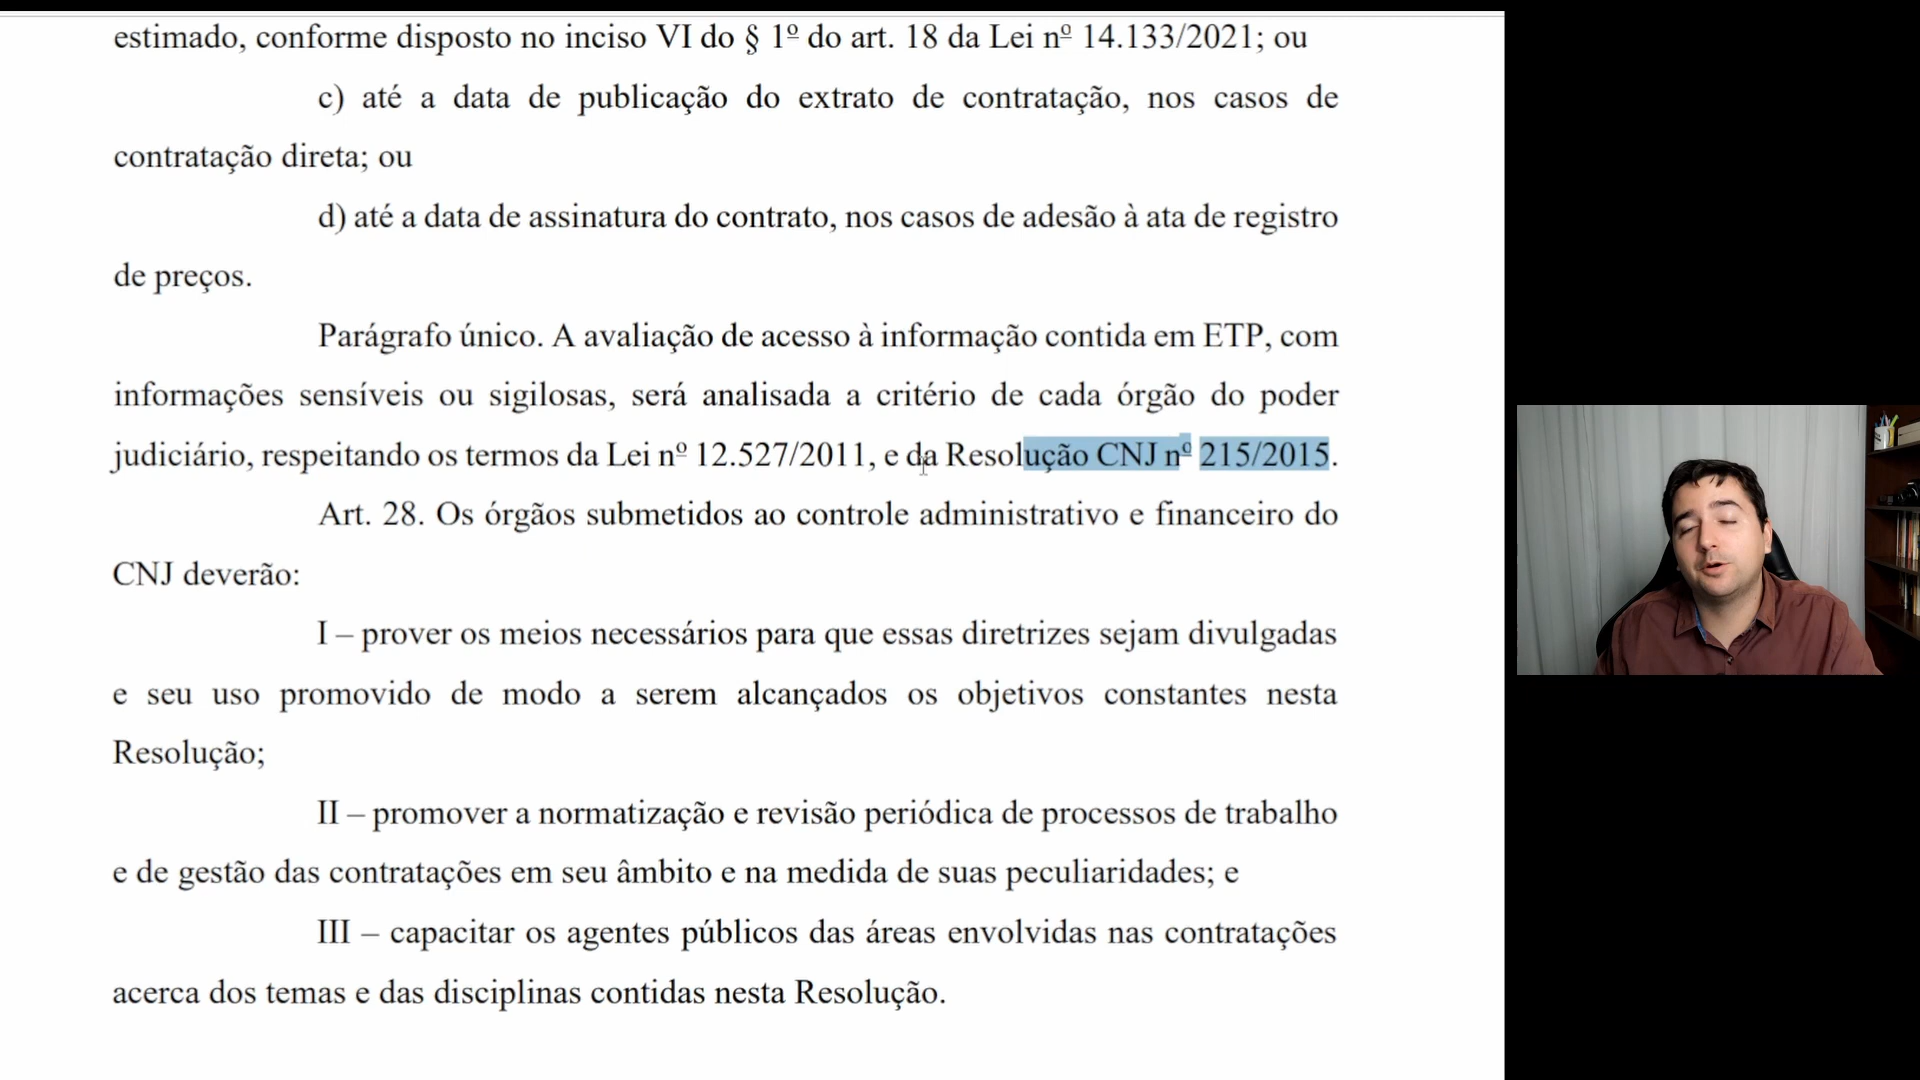 estimado, conforme disposto no inciso VI do § 1º do art. 18 da Lei nº 14.133/2021; ou
c) até a data de publicação do extrato de contratação, nos casos de
contratação direta; ou
d) até a data de assinatura do contrato, nos casos de adesão à ata de registro
de preços.
Parágrafo único. A avaliação de acesso à informação contida em ETP, com
informações sensíveis ou sigilosas, será analisada a critério de cada órgão do poder
judiciário, respeitando os termos da Lei nº 12.527/2011, e da Resolução CNJ nº 215/2015.
Art. 28. Os órgãos submetidos ao controle administrativo e financeiro do
CNJ deverão:
I – prover os meios necessários para que essas diretrizes sejam divulgadas
e seu uso promovido de modo a serem alcançados os objetivos constantes nesta
Resolução;
II – promover a normatização e revisão periódica de processos de trabalho
e de gestão das contratações em seu âmbito e na medida de suas peculiaridades; e
III – capacitar os agentes públicos das áreas envolvidas nas contratações
acerca dos temas e das disciplinas contidas nesta Resolução.